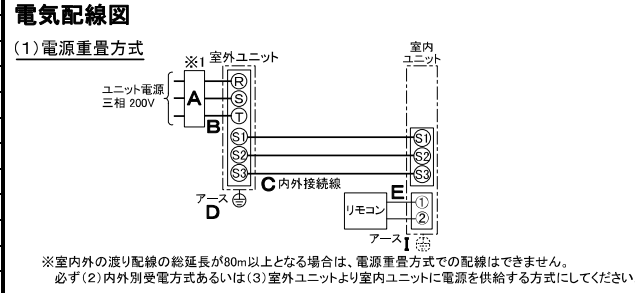 電気配線図
(1)電源重畳方式
※1
室外ユニット
室内
ユニット
ユニット電源
三相 200V
A
B
R
S
T
S1
S2
S3
S1
S2
S3
C 内外接続線
アース
D
リモコン
E
①
②
アース I
※室内外の渡り配線の総延長が80m以上となる場合は、電源重畳方式での配線はできません。
必ず(2)内外別受電方式あるいは(3)室外ユニットより室内ユニットに電源を供給する方式にしてください